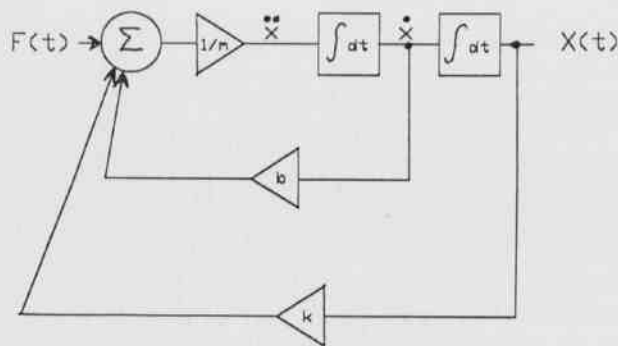 F(t) Σ 1/m ẍ ∫dt ẋ ∫dt X(t)
b
k